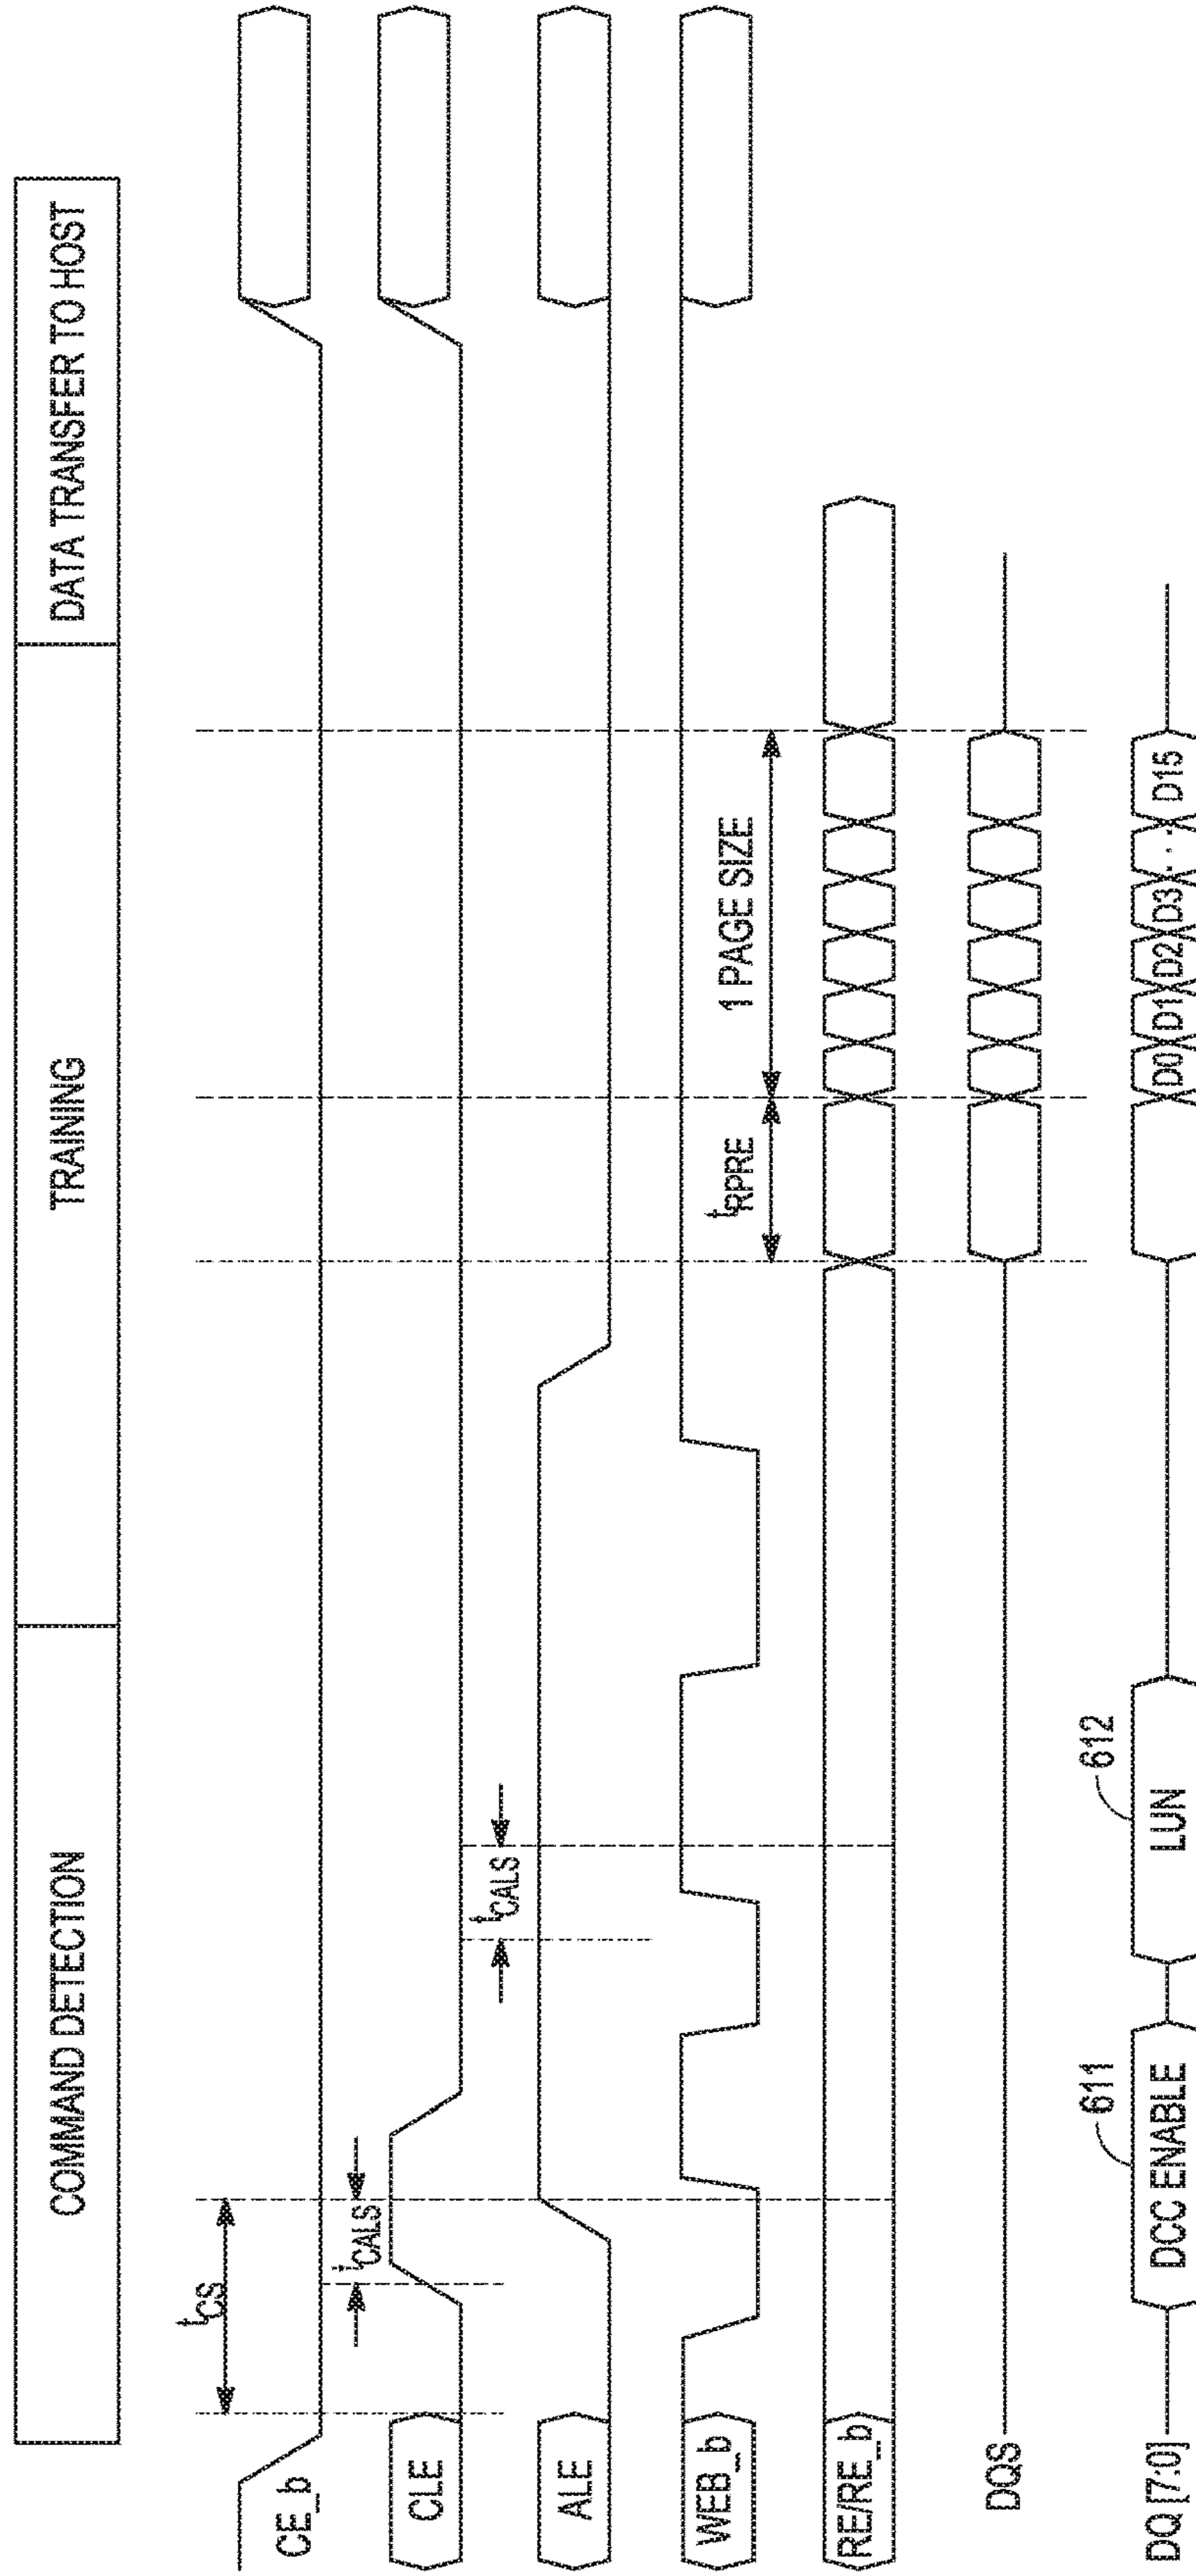 COMMAND DETECTION TRAINING DATA TRANSFER TO HOST
tCS
CE_b
tCALS
CLE
tCALS
ALE
WEB_b
tRPRE 1 PAGE SIZE
RE/RE_b
DQS
611 612
DQ [7:0] DCC ENABLE LUN D0 D1 D2 D3 ... D15